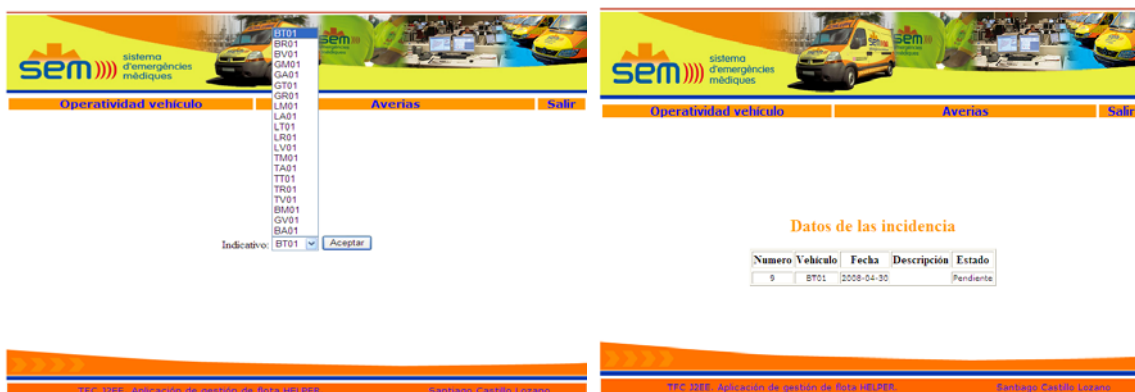 sem
sistema
d'emergències
mèdiques
Operatividad vehículo
Averias
Salir
BT01
BR01
BV01
GM01
GA01
GT01
GR01
LM01
LA01
LT01
LR01
LV01
TM01
TA01
TT01
TR01
TV01
BM01
GV01
BA01
Indicativo: BT01 Aceptar
TFC J2EE. Aplicación de gestión de flota HELPER.
Santiago Castillo Lozano
sem
sistema
d'emergències
mèdiques
Operatividad vehículo
Averias
Salir
Datos de las incidencia
Numero Vehículo Fecha Descripción Estado
9 BT01 2008-04-30 Pendiente
TFC J2EE. Aplicación de gestión de flota HELPER.
Santiago Castillo Lozano